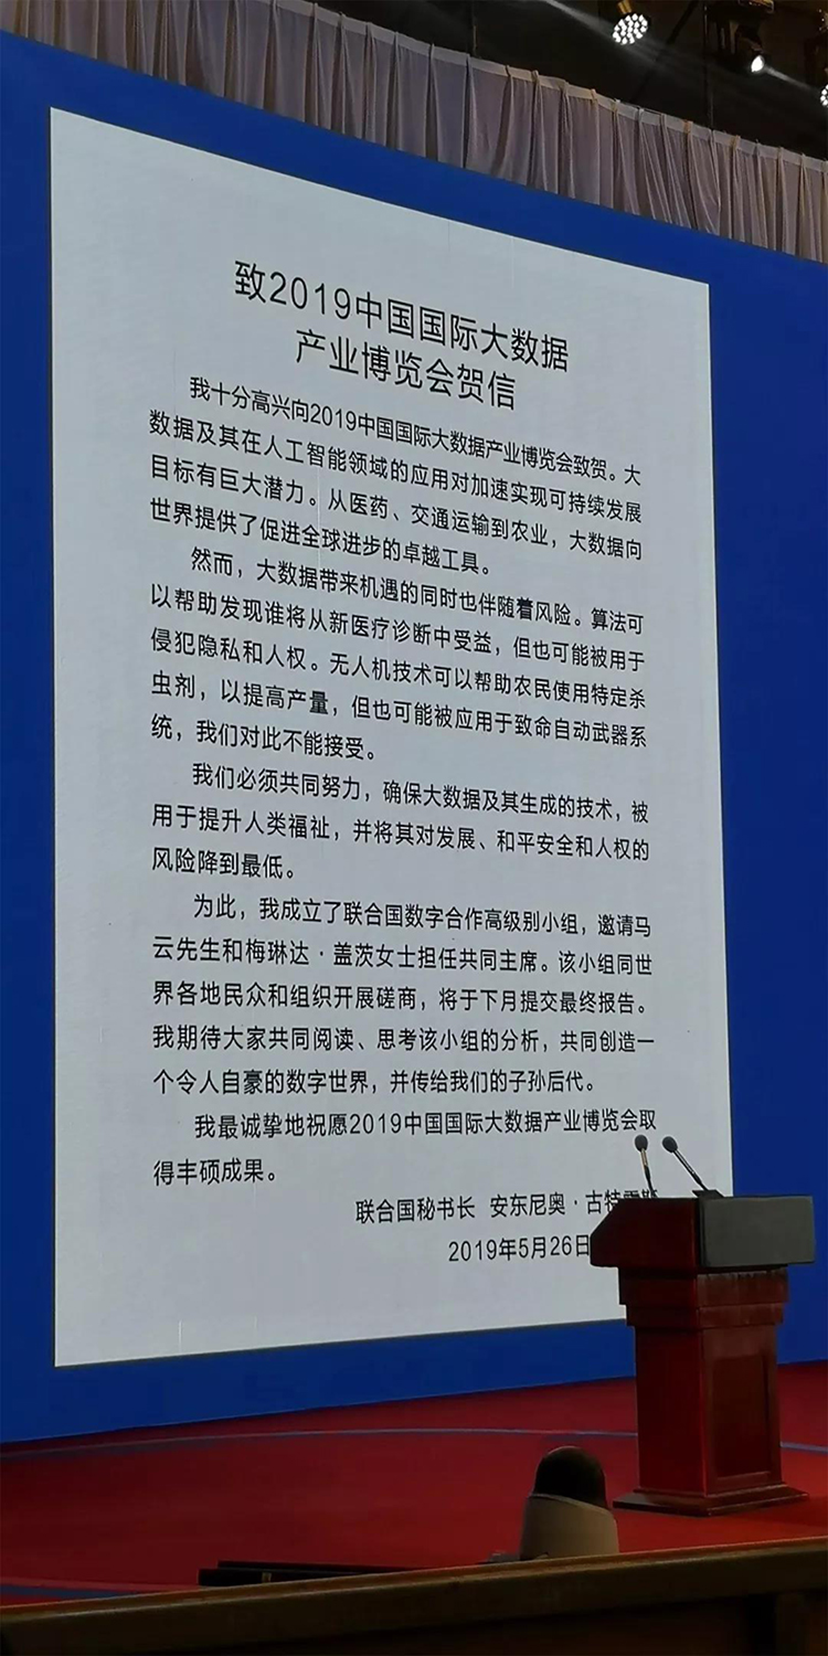 致2019中国国际大数据
产业博览会贺信
我十分高兴向2019中国国际大数据产业博览会致贺。大
数据及其在人工智能领域的应用对加速实现可持续发展
目标有巨大潜力。从医药、交通运输到农业，大数据向
世界提供了促进全球进步的卓越工具。
然而，大数据带来机遇的同时也伴随着风险。算法可
以帮助发现谁将从新医疗诊断中受益，但也可能被用于
侵犯隐私和人权。无人机技术可以帮助农民使用特定杀
虫剂，以提高产量，但也可能被应用于致命自动武器系
统，我们对此不能接受。
我们必须共同努力，确保大数据及其生成的技术，被
用于提升人类福祉，并将其对发展、和平安全和人权的
风险降到最低。
为此，我成立了联合国数字合作高级别小组，邀请马
云先生和梅琳达·盖茨女士担任共同主席。该小组同世
界各地民众和组织开展磋商，将于下月提交最终报告。
我期待大家共同阅读、思考该小组的分析，共同创造一
个令人自豪的数字世界，并传给我们的子孙后代。
我最诚挚地祝愿2019中国国际大数据产业博览会取
得丰硕成果。
联合国秘书长 安东尼奥·古特雷斯
2019年5月26日